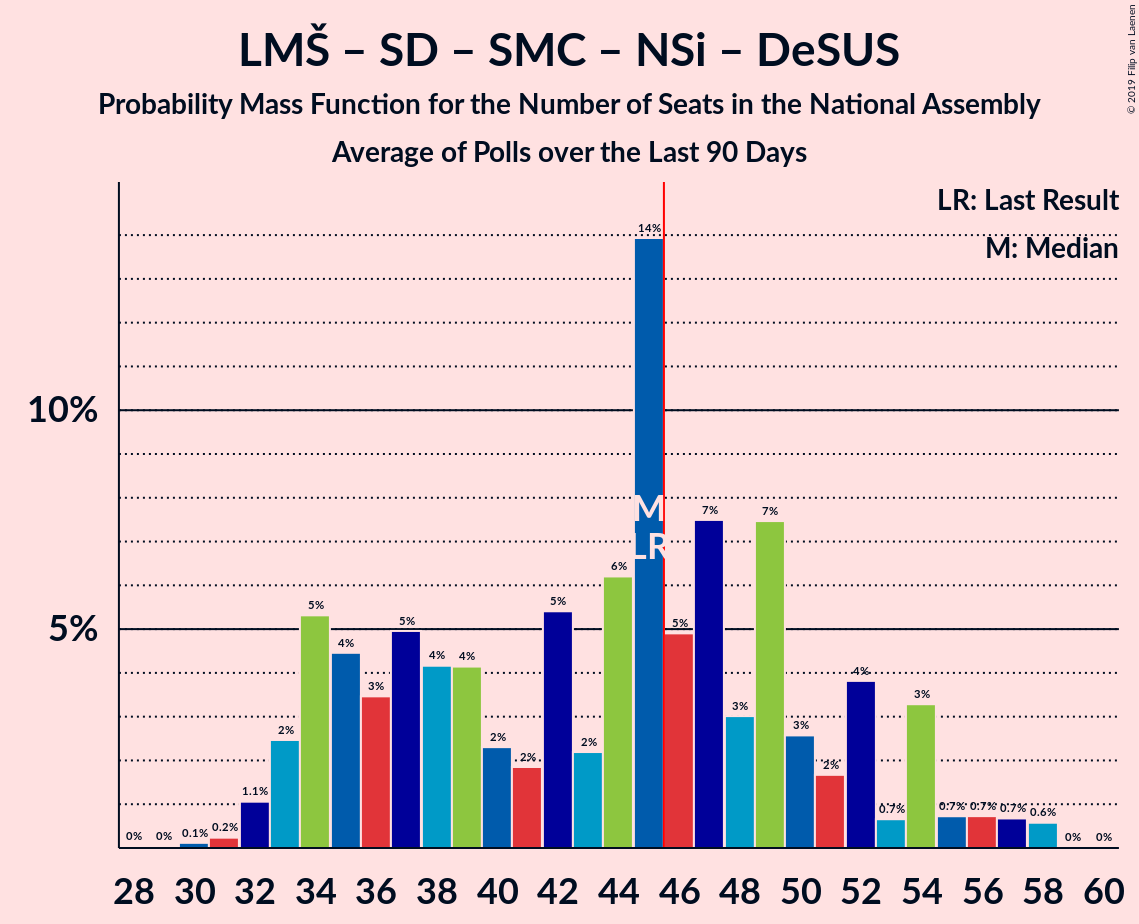 LMŠ – SD – SMC – NSi – DeSUS
Probability Mass Function for the Number of Seats in the National Assembly
Average of Polls over the Last 90 Days
© 2019 Filip van Laenen
LR: Last Result
M: Median
10%
5%
0% 0% 0.1% 0.2% 1.1% 2% 5% 4% 3% 5% 4% 4% 2% 2% 5% 2% 6% 14% 5% 7% 3% 7% 3% 2% 4% 0.7% 3% 0.7% 0.7% 0.7% 0.6% 0% 0%
M
LR
28 30 32 34 36 38 40 42 44 46 48 50 52 54 56 58 60